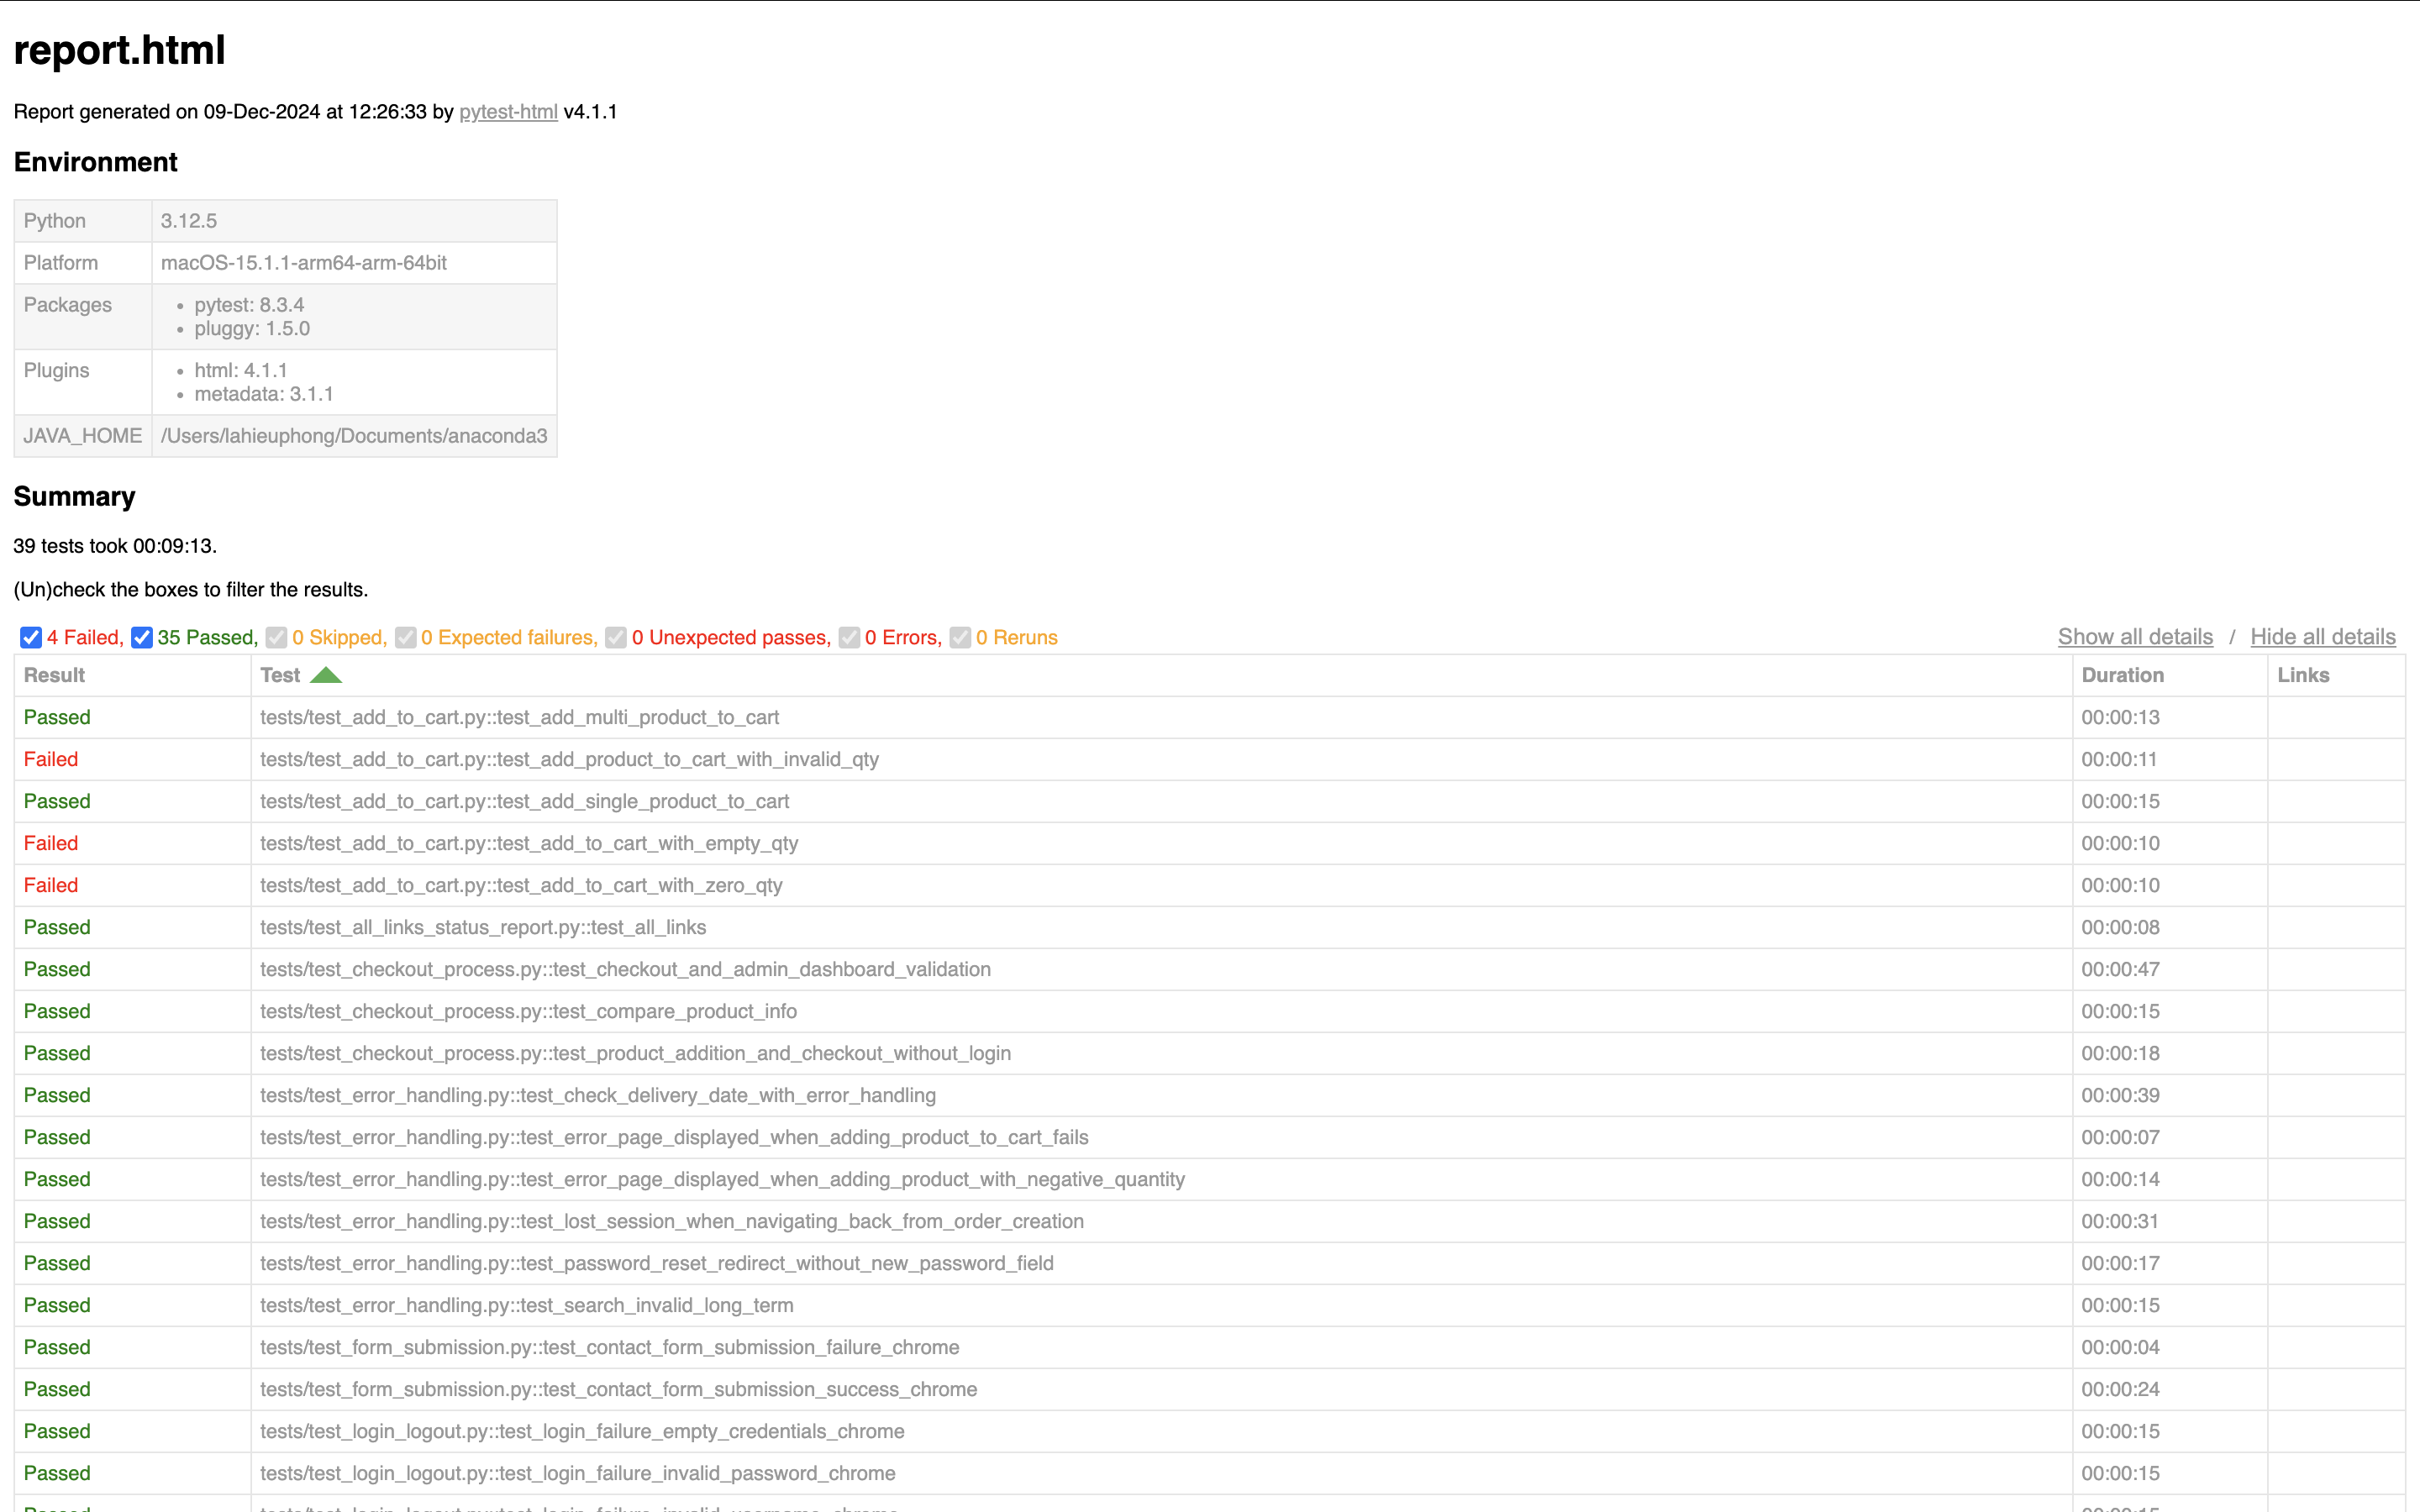 report.html
Report generated on 09-Dec-2024 at 12:26:33 by pytest-html v4.1.1
Environment
Python 3.12.5
Platform macOS-15.1.1-arm64-arm-64bit
Packages • pytest: 8.3.4
• pluggy: 1.5.0
Plugins • html: 4.1.1
• metadata: 3.1.1
JAVA_HOME /Users/lahieuphong/Documents/anaconda3
Summary
39 tests took 00:09:13.
(Un)check the boxes to filter the results.
4 Failed, 35 Passed, 0 Skipped, 0 Expected failures, 0 Unexpected passes, 0 Errors, 0 Reruns Show all details / Hide all details
Result Test Duration Links
Passed tests/test_add_to_cart.py::test_add_multi_product_to_cart 00:00:13
Failed tests/test_add_to_cart.py::test_add_product_to_cart_with_invalid_qty 00:00:11
Passed tests/test_add_to_cart.py::test_add_single_product_to_cart 00:00:15
Failed tests/test_add_to_cart.py::test_add_to_cart_with_empty_qty 00:00:10
Failed tests/test_add_to_cart.py::test_add_to_cart_with_zero_qty 00:00:10
Passed tests/test_all_links_status_report.py::test_all_links 00:00:08
Passed tests/test_checkout_process.py::test_checkout_and_admin_dashboard_validation 00:00:47
Passed tests/test_checkout_process.py::test_compare_product_info 00:00:15
Passed tests/test_checkout_process.py::test_product_addition_and_checkout_without_login 00:00:18
Passed tests/test_error_handling.py::test_check_delivery_date_with_error_handling 00:00:39
Passed tests/test_error_handling.py::test_error_page_displayed_when_adding_product_to_cart_fails 00:00:07
Passed tests/test_error_handling.py::test_error_page_displayed_when_adding_product_with_negative_quantity 00:00:14
Passed tests/test_error_handling.py::test_lost_session_when_navigating_back_from_order_creation 00:00:31
Passed tests/test_error_handling.py::test_password_reset_redirect_without_new_password_field 00:00:17
Passed tests/test_error_handling.py::test_search_invalid_long_term 00:00:15
Passed tests/test_form_submission.py::test_contact_form_submission_failure_chrome 00:00:04
Passed tests/test_form_submission.py::test_contact_form_submission_success_chrome 00:00:24
Passed tests/test_login_logout.py::test_login_failure_empty_credentials_chrome 00:00:15
Passed tests/test_login_logout.py::test_login_failure_invalid_password_chrome 00:00:15